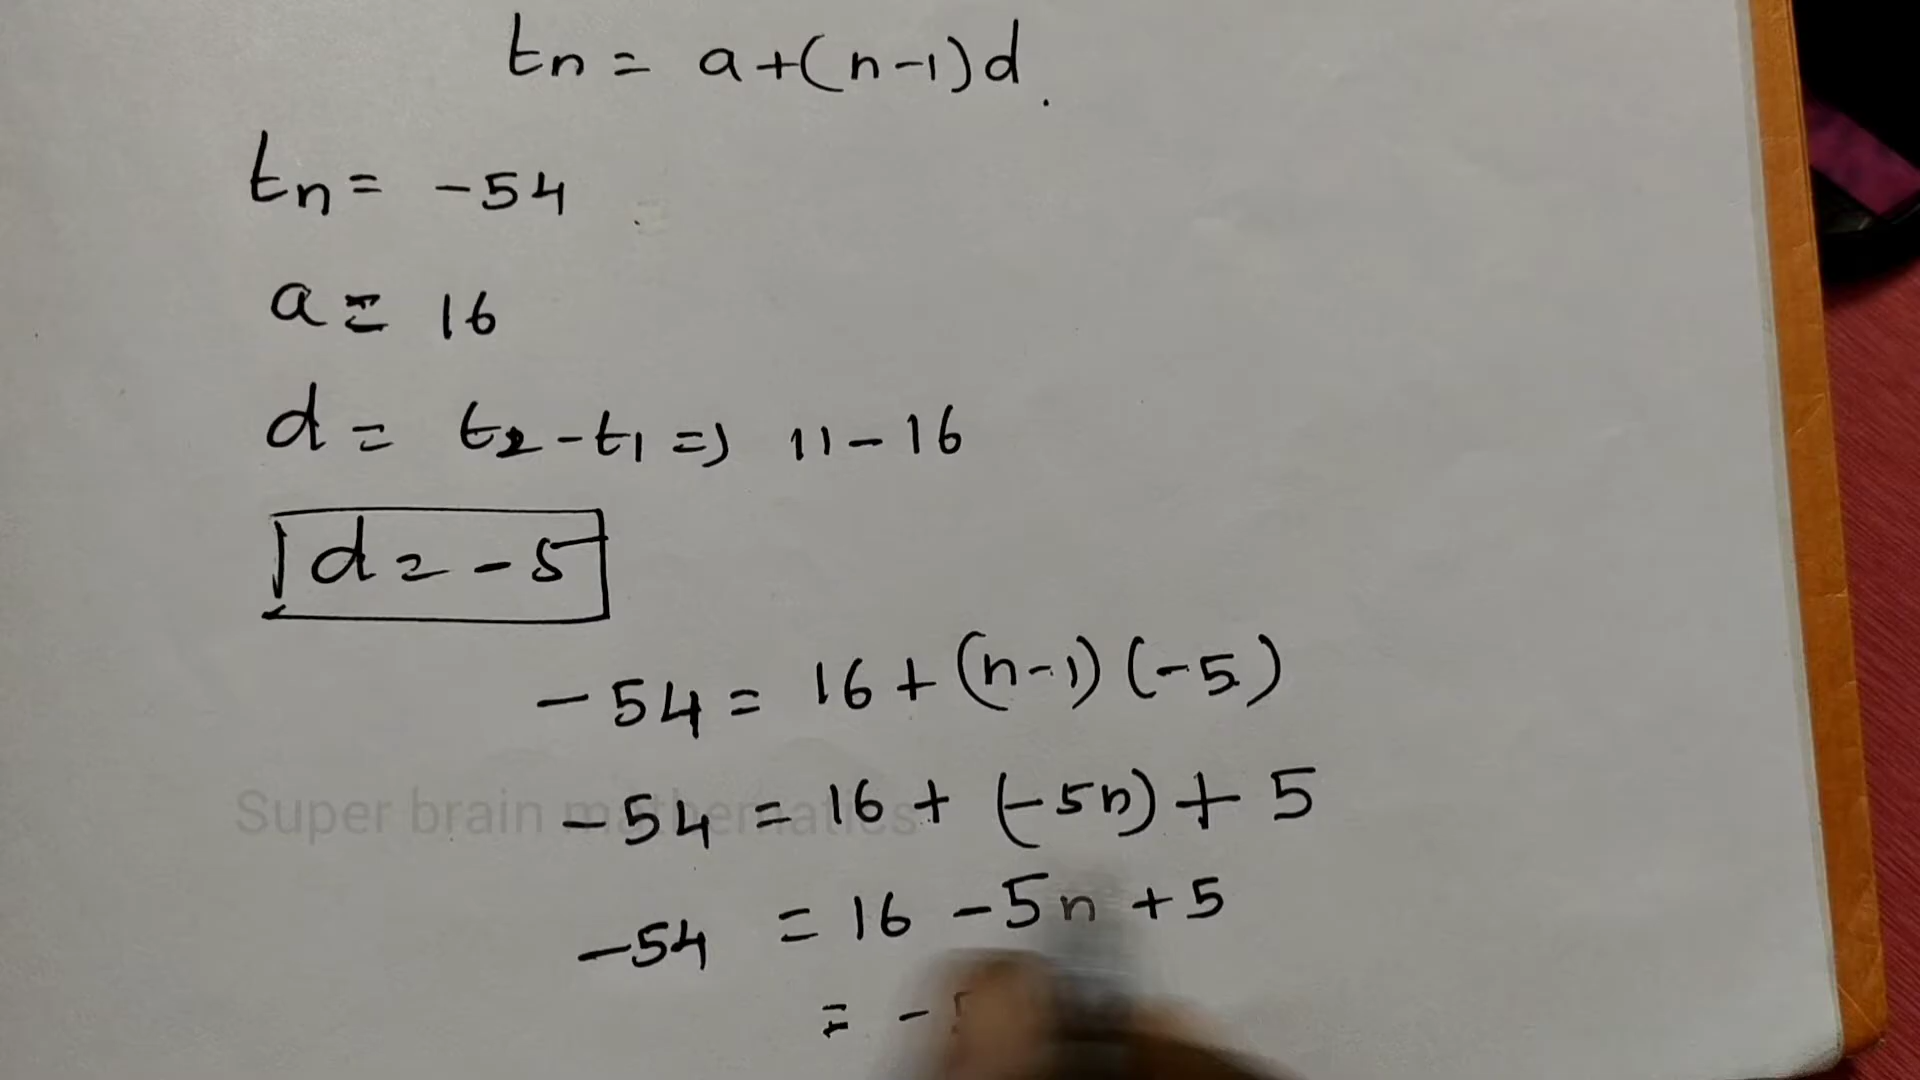 tn = a+(n-1)d.
tn = -54
a = 16
d = t2-t1 => 11-16
d = -5
-54 = 16+(n-1)(-5)
-54 = 16+(-5n)+5
Super brain mathematics
-54 = 16-5n+5
= -